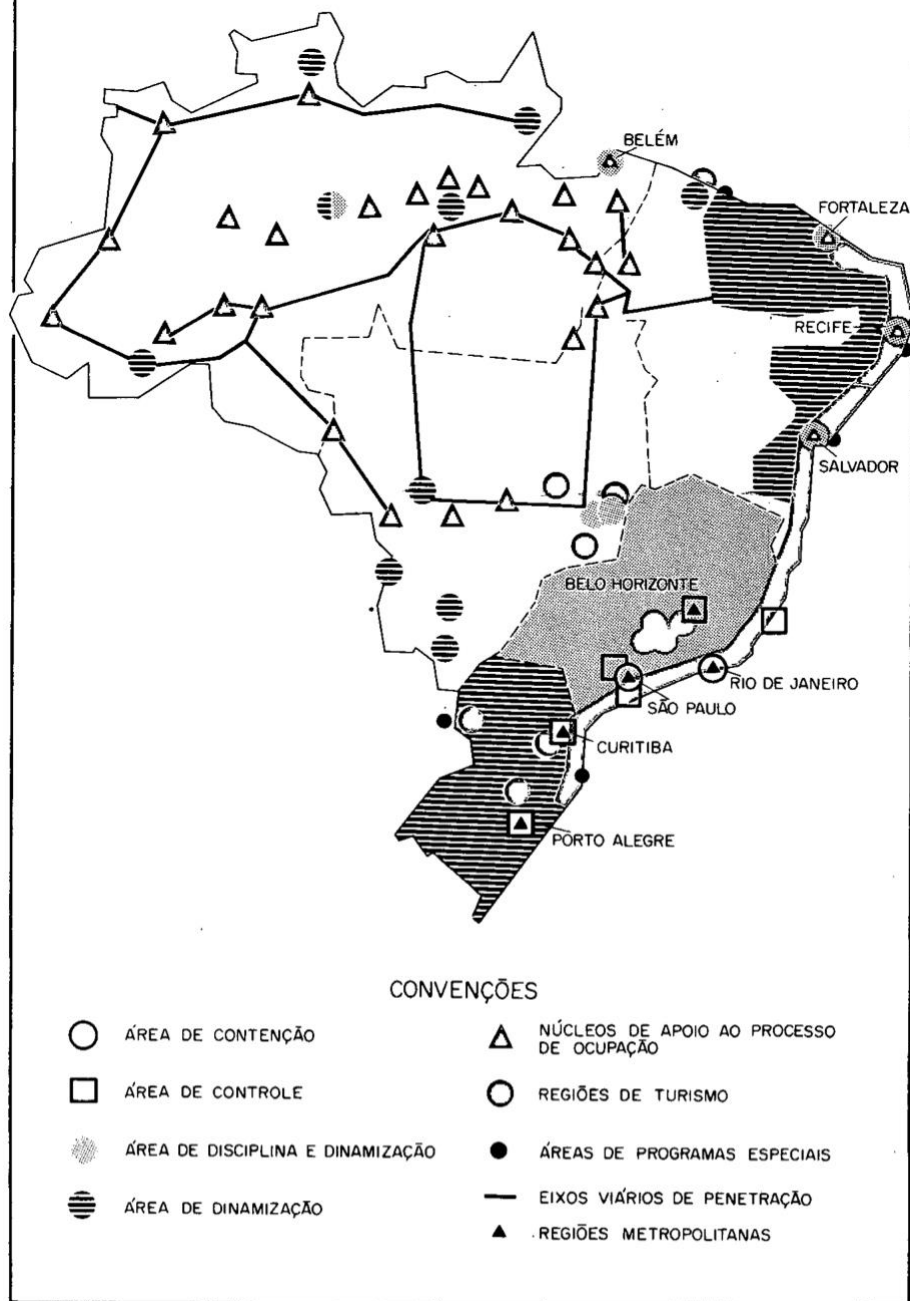 BELÉM
FORTALEZA
RECIFE
SALVADOR
BELO HORIZONTE
RIO DE JANEIRO
SÃO PAULO
CURITIBA
PORTO ALEGRE
CONVENÇÕES
ÁREA DE CONTENÇÃO
ÁREA DE CONTROLE
ÁREA DE DISCIPLINA E DINAMIZAÇÃO
ÁREA DE DINAMIZAÇÃO
NÚCLEOS DE APOIO AO PROCESSO
DE OCUPAÇÃO
REGIÕES DE TURISMO
ÁREAS DE PROGRAMAS ESPECIAIS
EIXOS VIÁRIOS DE PENETRAÇÃO
REGIÕES METROPOLITANAS